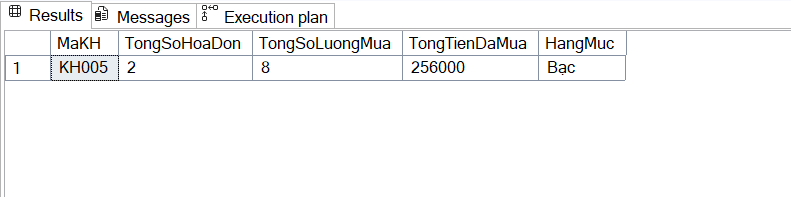 Results Messages Execution plan
MaKH TongSoHoaDon TongSoLuongMua TongTienDaMua HangMuc
1 KH005 2 8 256000 Bạc